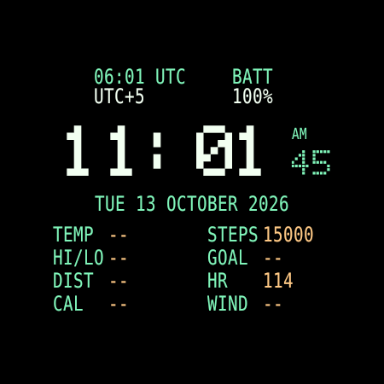 06:01 UTC BATT
UTC+5 100%
11:01 AM 45
TUE 13 OCTOBER 2026
TEMP -- STEPS 15000
HI/LO -- GOAL --
DIST -- HR 114
CAL -- WIND --